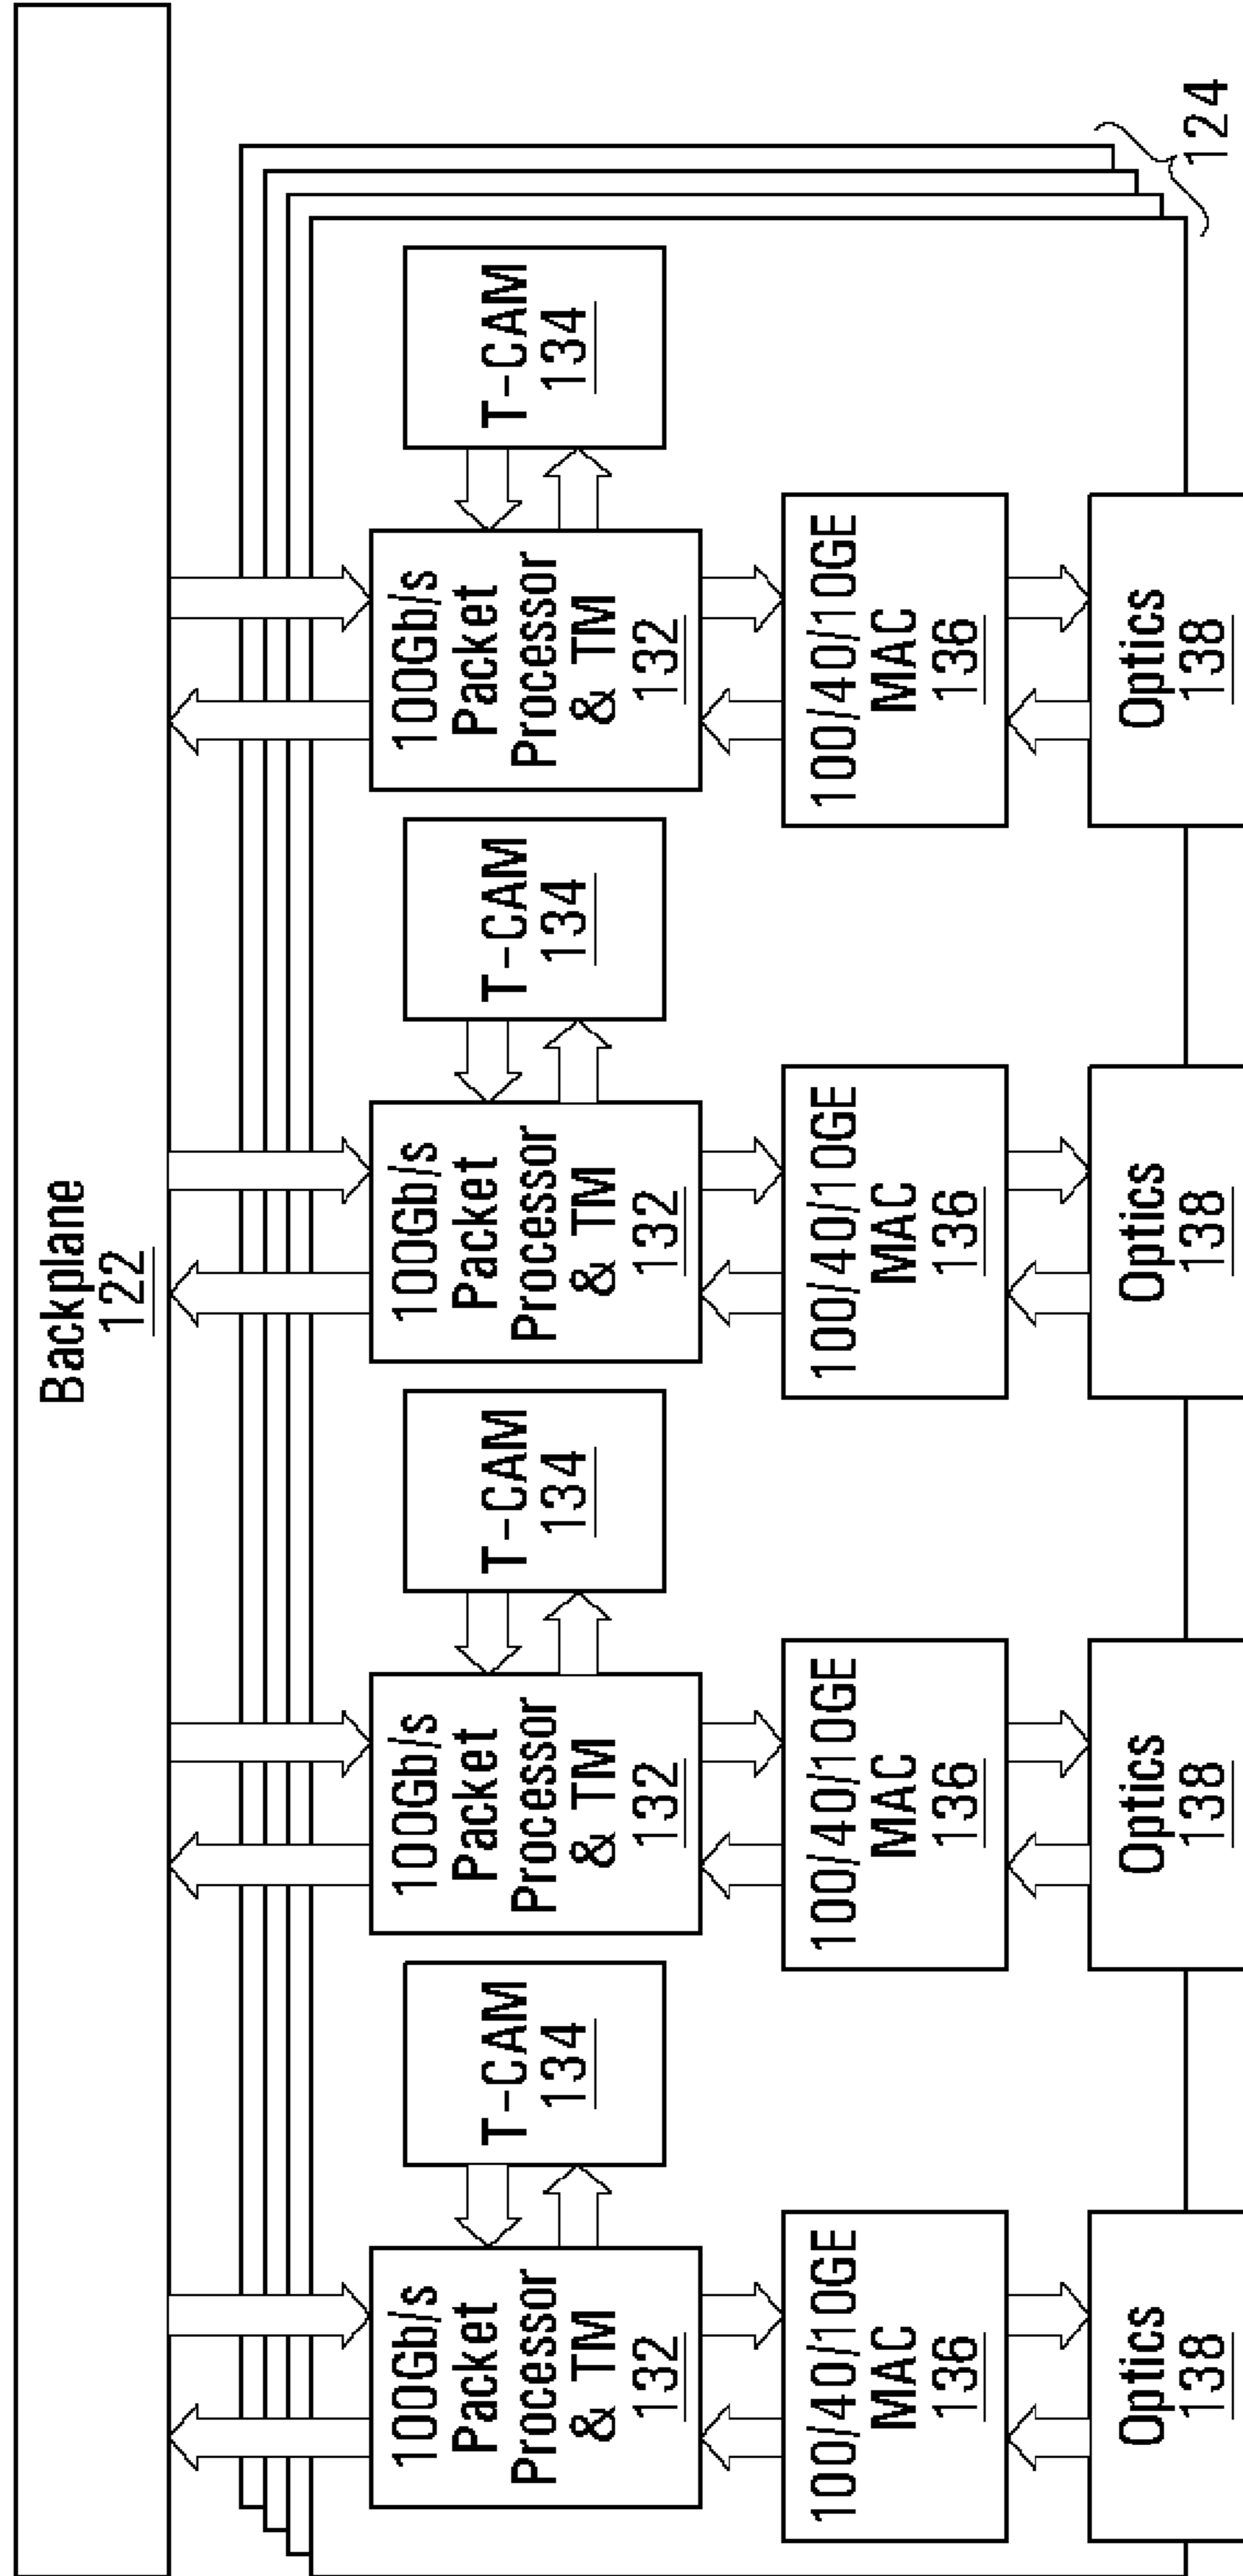 Backplane
122
100Gb/s
Packet
Processor
& TM
132
T-CAM
134
100Gb/s
Packet
Processor
& TM
132
T-CAM
134
100Gb/s
Packet
Processor
& TM
132
T-CAM
134
100Gb/s
Packet
Processor
& TM
132
T-CAM
134
100/40/10GE
MAC
136
100/40/10GE
MAC
136
100/40/10GE
MAC
136
100/40/10GE
MAC
136
Optics
138
Optics
138
Optics
138
Optics
138
124